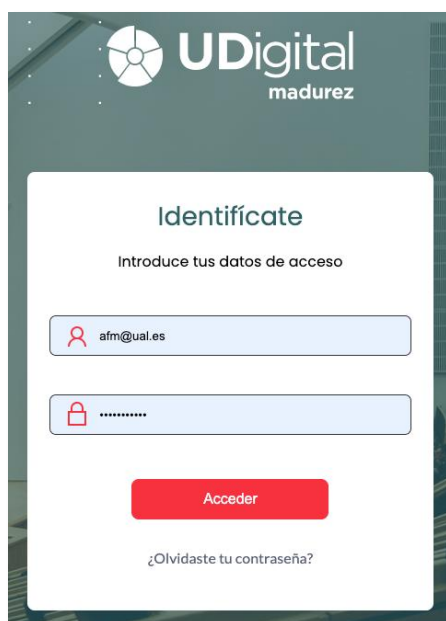 UDigital
madurez
Identifícate
Introduce tus datos de acceso
afm@ual.es
•••••••••••
Acceder
¿Olvidaste tu contraseña?